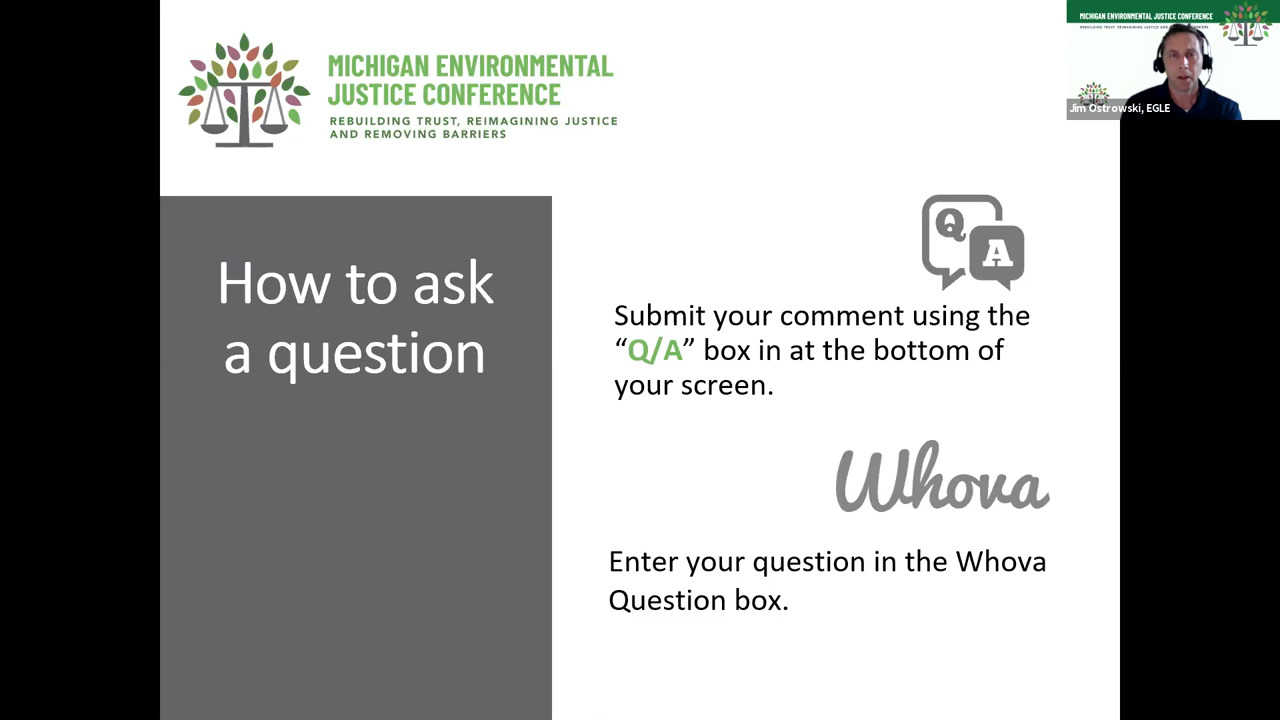 MICHIGAN ENVIRONMENTAL
JUSTICE CONFERENCE
REBUILDING TRUST, REIMAGINING JUSTICE
AND REMOVING BARRIERS
MICHIGAN ENVIRONMENTAL JUSTICE CONFERENCE
Jim Ostrowski, EGLE
How to ask
a question
Q
A
Submit your comment using the
“Q/A” box in at the bottom of
your screen.
Whova
Enter your question in the Whova
Question box.